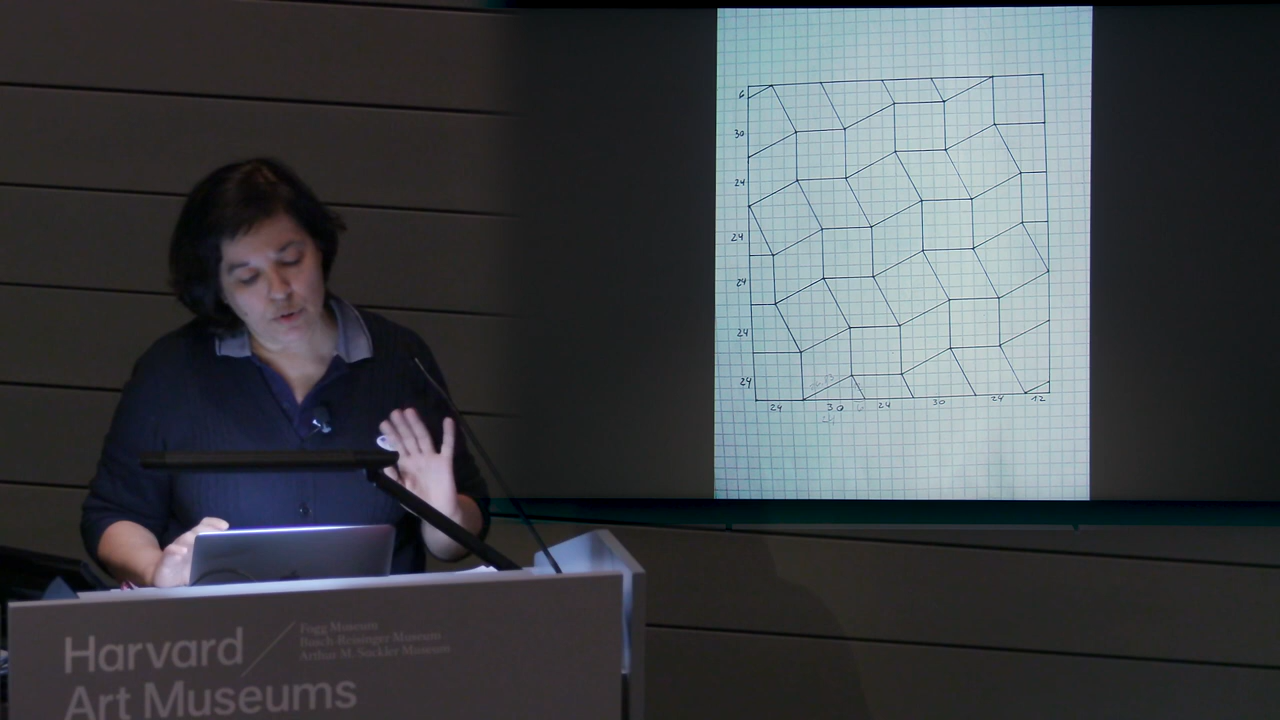 6
30
24
24
24
24
24
24 30 24 30 24 12
Harvard
Art Museums
Fogg Museum
Busch-Reisinger Museum
Arthur M. Sackler Museum